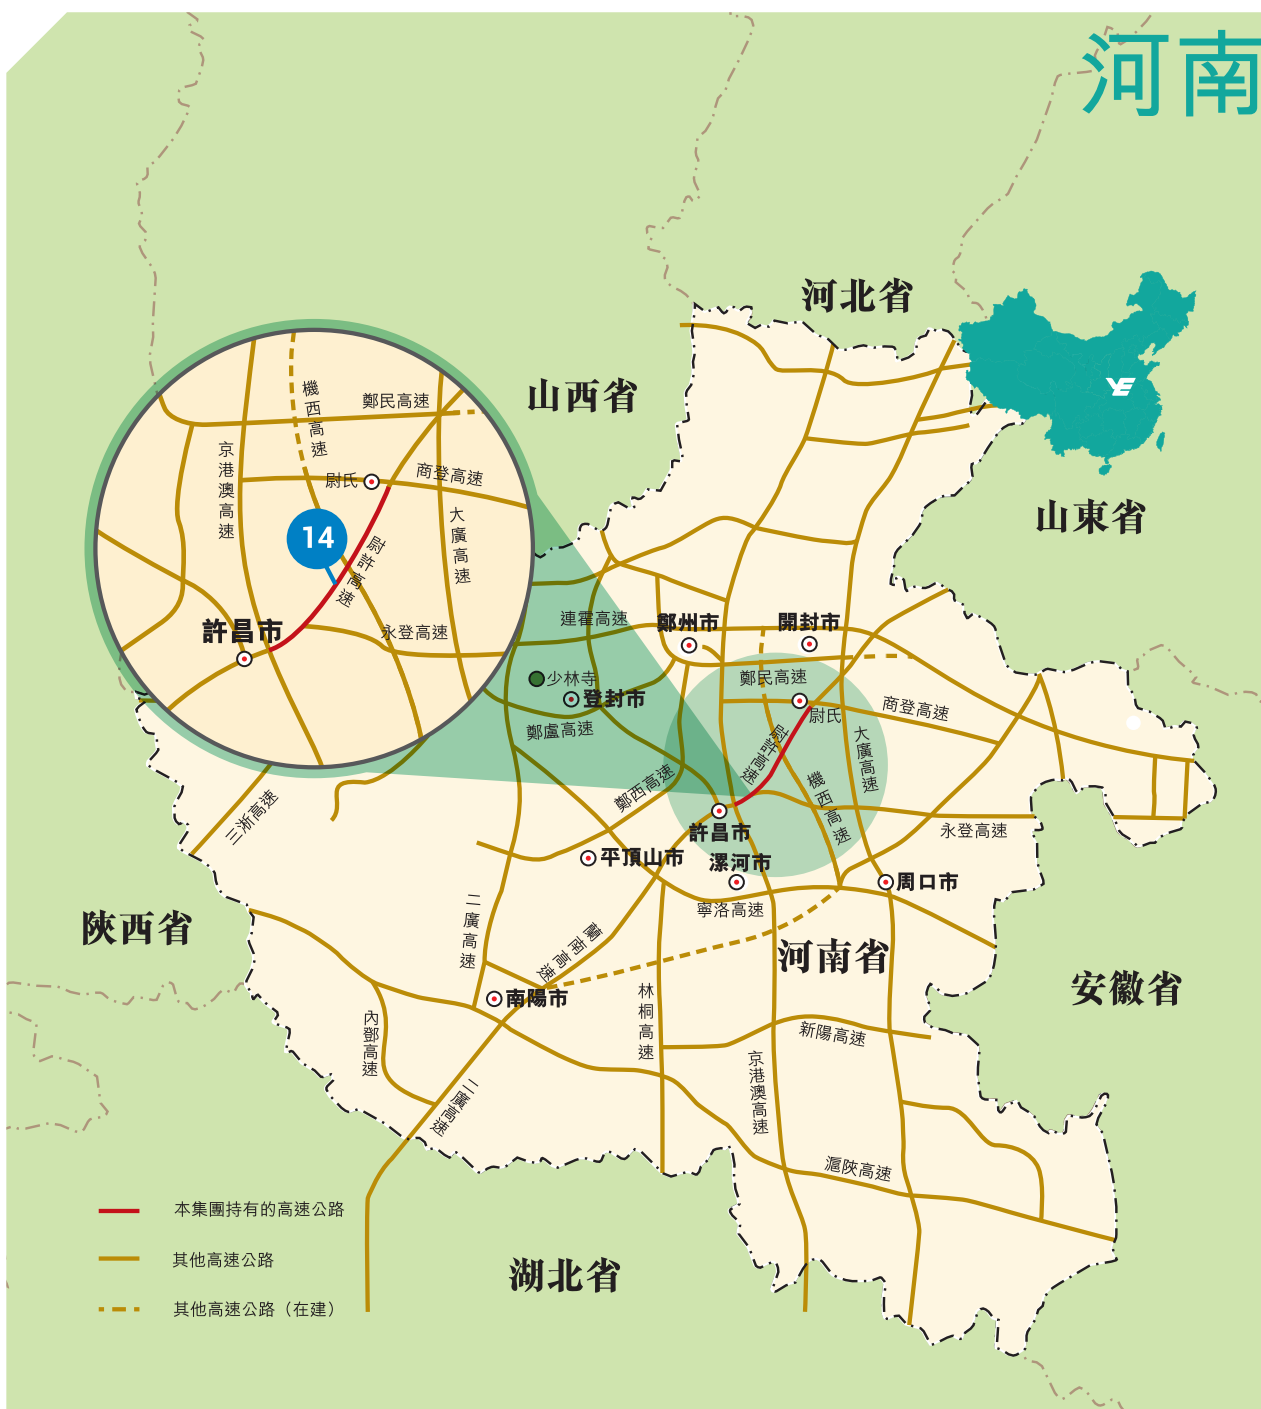 河南
河北省
山西省
機西高速
鄭民高速
京港澳高速
尉氏
商登高速
大廣高速
14
尉許高速
許昌市
永登高速
山東省
連霍高速
鄭州市
開封市
少林寺
登封市
鄭民高速
鄭盧高速
尉氏
商登高速
尉許高速
大廣高速
鄭西高速
機西高速
三淅高速
許昌市
永登高速
平頂山市
漯河市
周口市
陝西省
二廣高速
寧洛高速
蘭南高速
河南省
安徽省
南陽市
林桐高速
內鄧高速
新陽高速
京港澳高速
二廣高速
滬陝高速
湖北省
本集團持有的高速公路
其他高速公路
其他高速公路（在建）